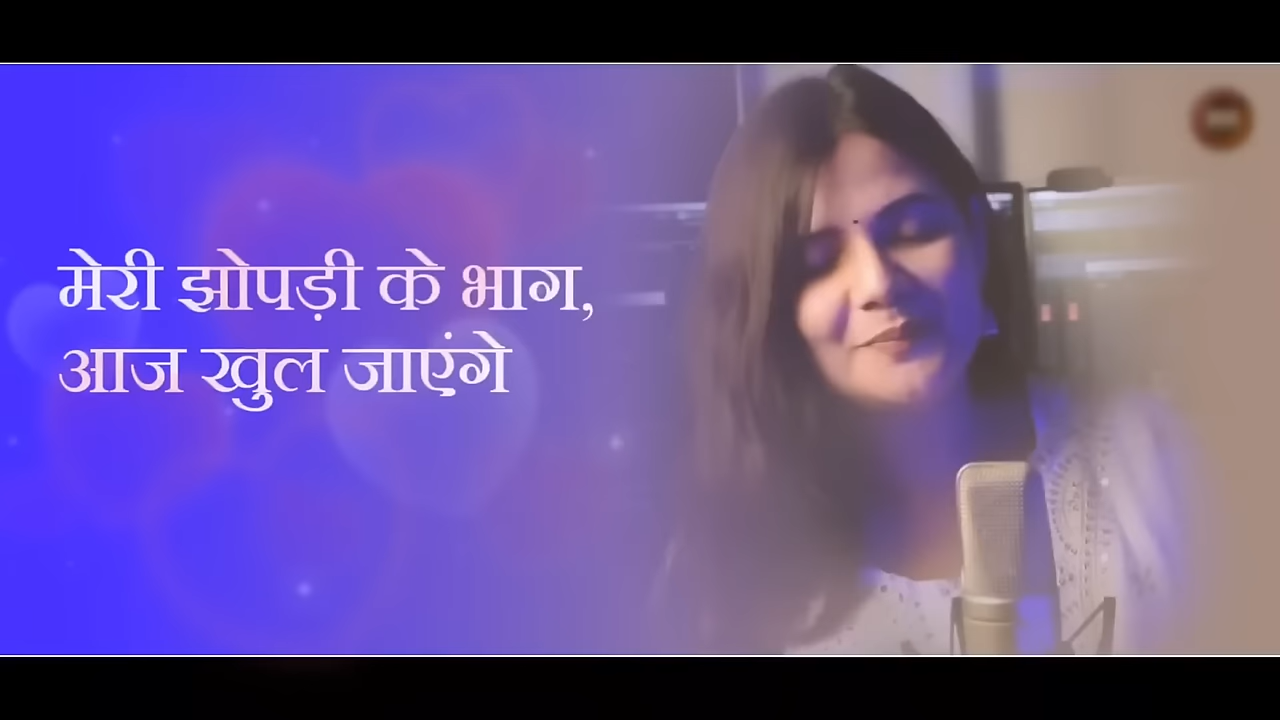 मेरी झोपड़ी के भाग,
आज खुल जाएंगे